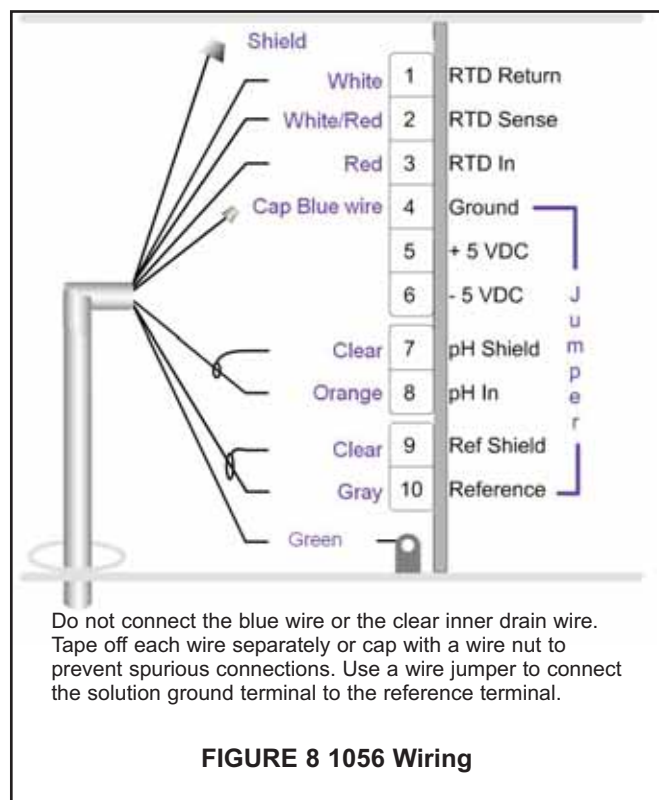 Shield
White 1 RTD Return
White/Red 2 RTD Sense
Red 3 RTD In
Cap Blue wire 4 Ground
5 + 5 VDC
6 - 5 VDC
Jumper
Clear 7 pH Shield
Orange 8 pH In
Clear 9 Ref Shield
Gray 10 Reference
Green
Do not connect the blue wire or the clear inner drain wire.
Tape off each wire separately or cap with a wire nut to
prevent spurious connections. Use a wire jumper to connect
the solution ground terminal to the reference terminal.
FIGURE 8 1056 Wiring